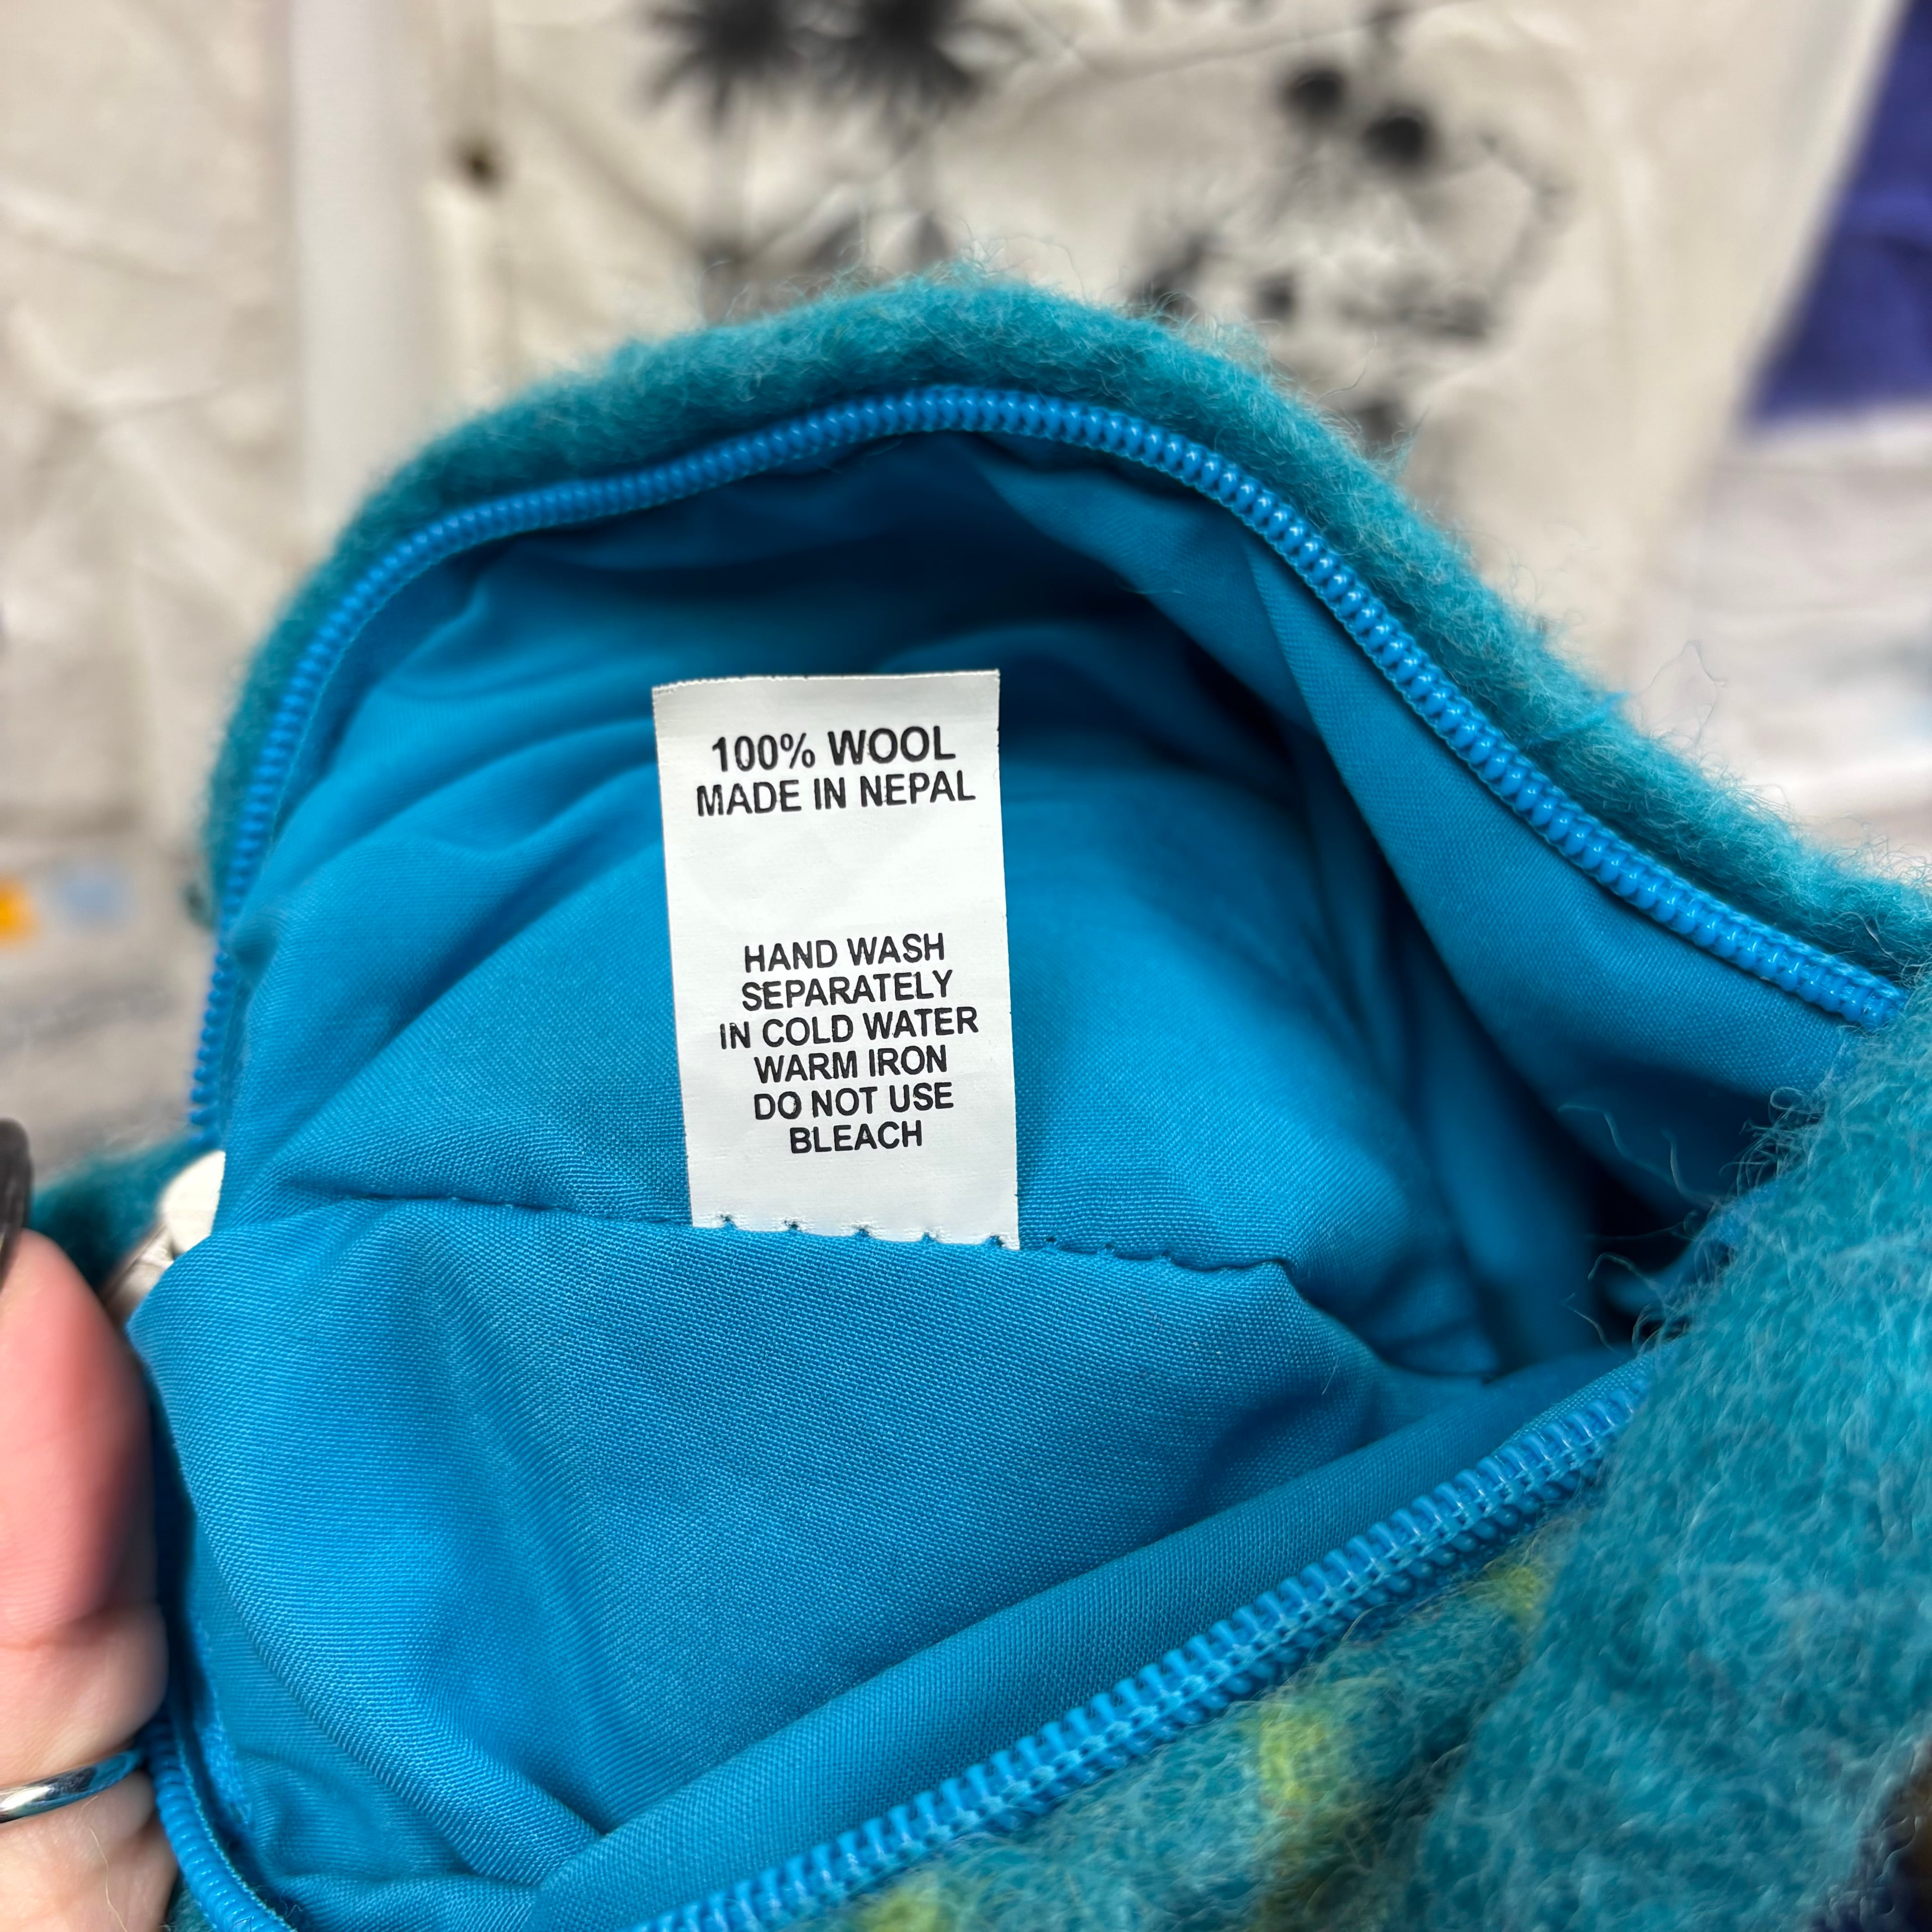 100% WOOL
MADE IN NEPAL
HAND WASH
SEPARATELY
IN COLD WATER
WARM IRON
DO NOT USE
BLEACH